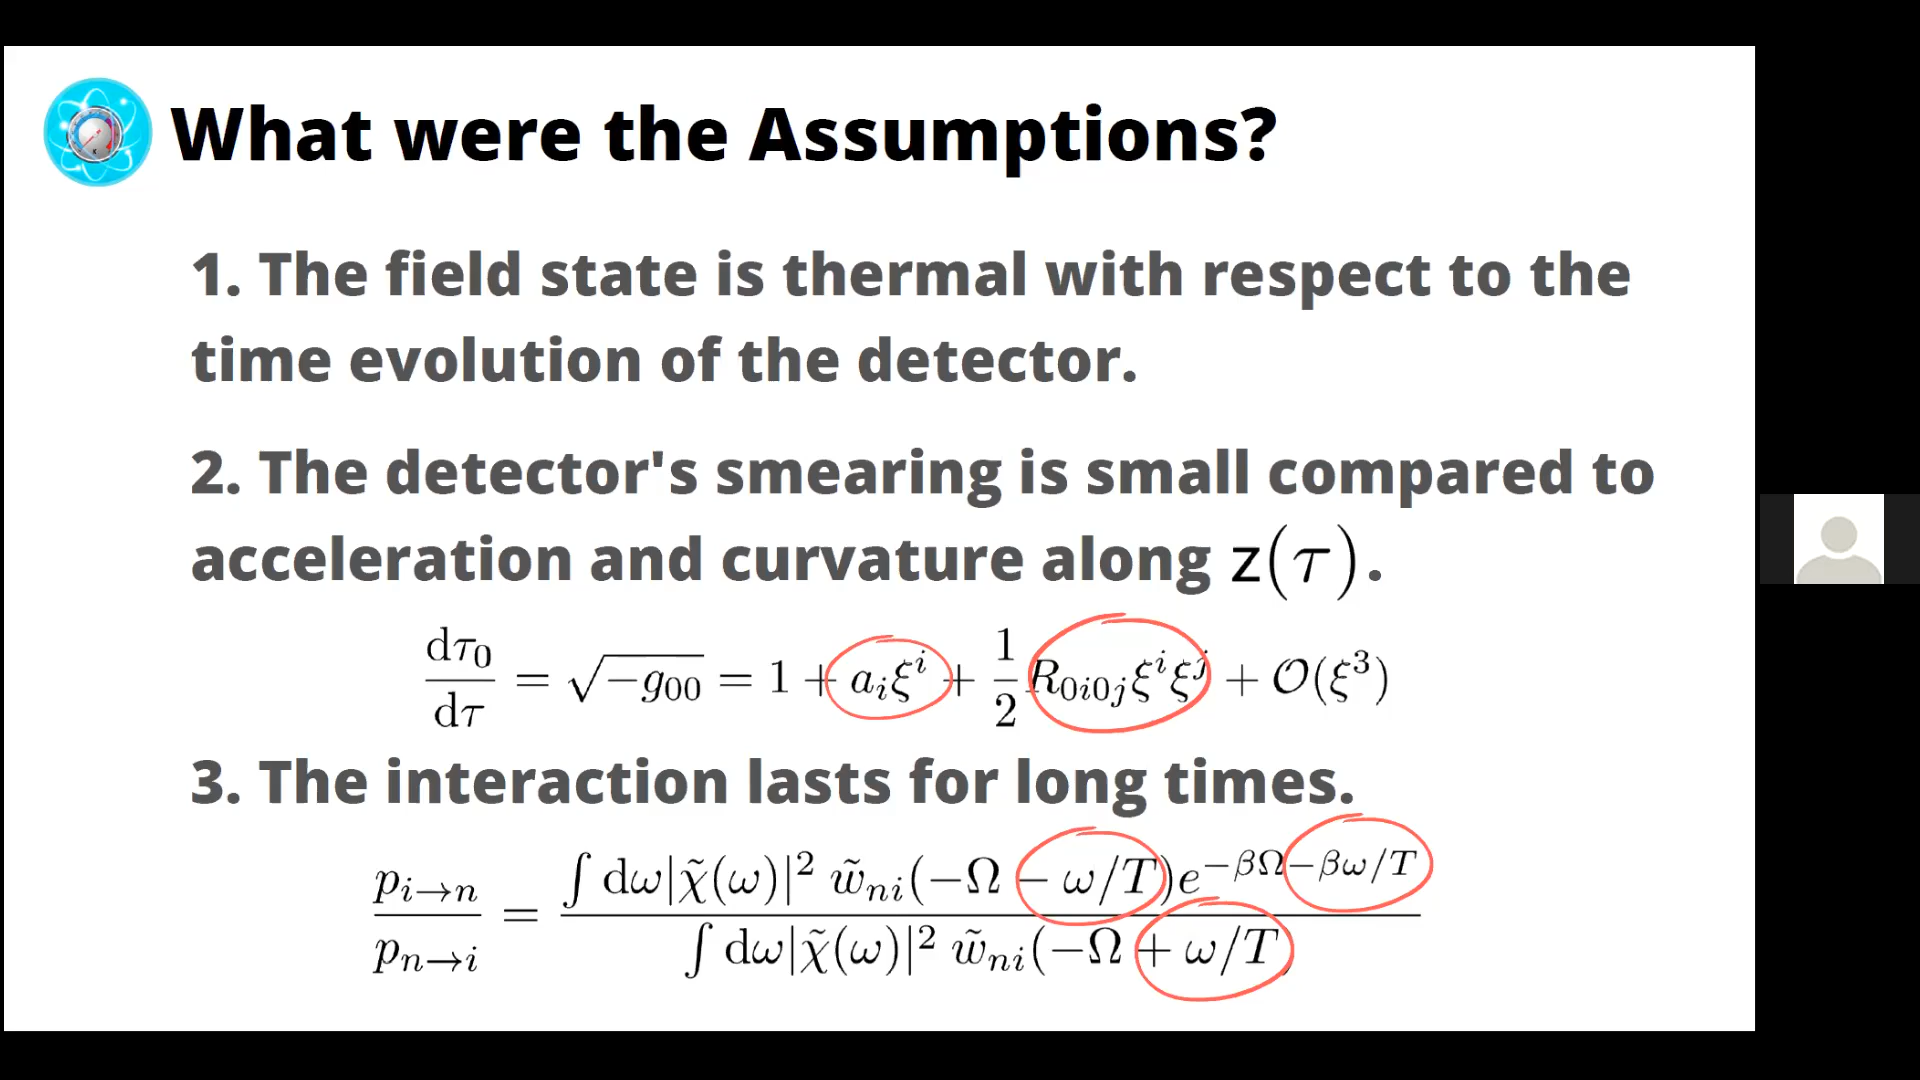 What were the Assumptions?
1. The field state is thermal with respect to the
time evolution of the detector.
2. The detector's smearing is small compared to
acceleration and curvature along z(τ).
dτ₀/dτ = √−g₀₀ = 1 + aᵢξⁱ + 1/2 R₀ᵢ₀ⱼξⁱξʲ + 𝒪(ξ³)
3. The interaction lasts for long times.
p_{i→n}/p_{n→i} = ∫ dω|χ̃(ω)|² w̃ₙᵢ(−Ω − ω/T)e^{−βΩ−βω/T} / ∫ dω|χ̃(ω)|² w̃ₙᵢ(−Ω + ω/T)